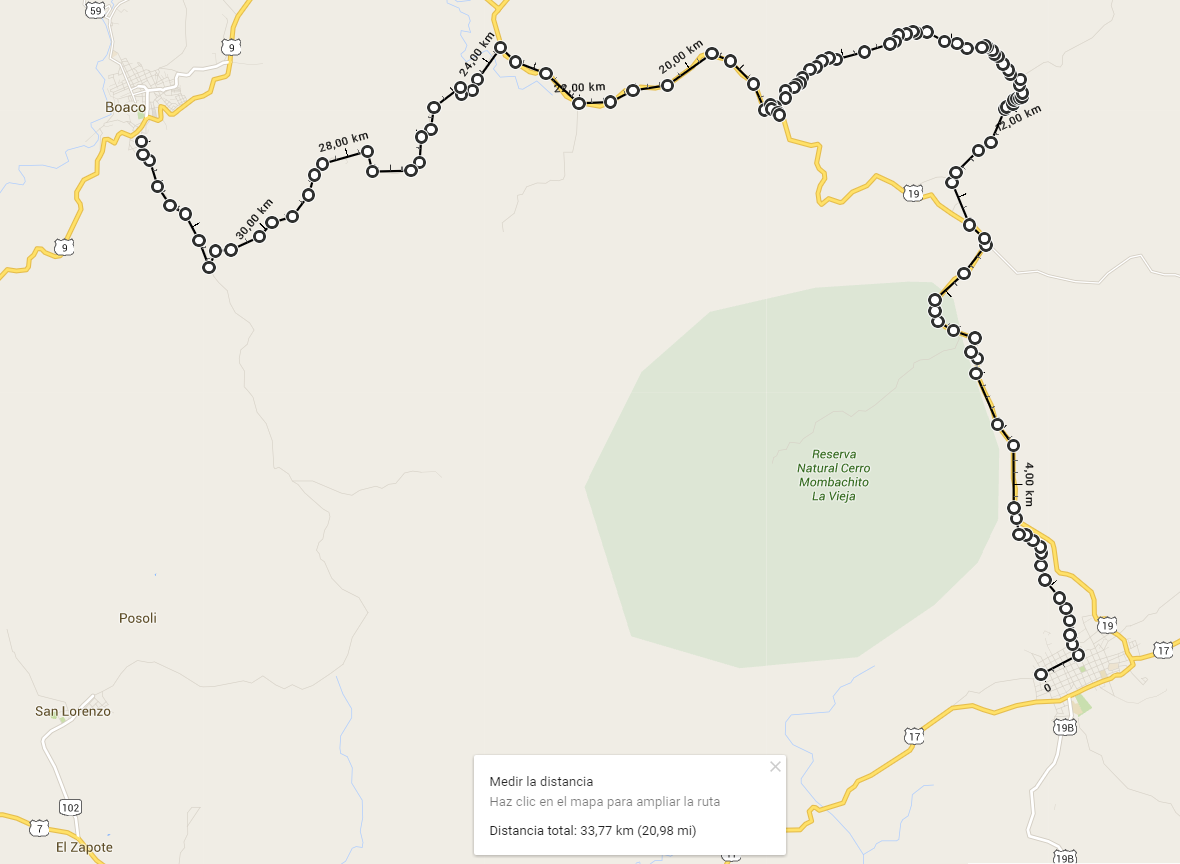 59
9
24,00 km
20,00 km
22,00 km
Boaco
2,00 km
28,00 km
19
30,00 km
9
Reserva
Natural Cerro
Mombachito
La Vieja
4,00 km
Posoli
19
17
0
San Lorenzo
19B
17
Medir la distancia
Haz clic en el mapa para ampliar la ruta
102
7
Distancia total: 33,77 km (20,98 mi)
El Zapote
19B